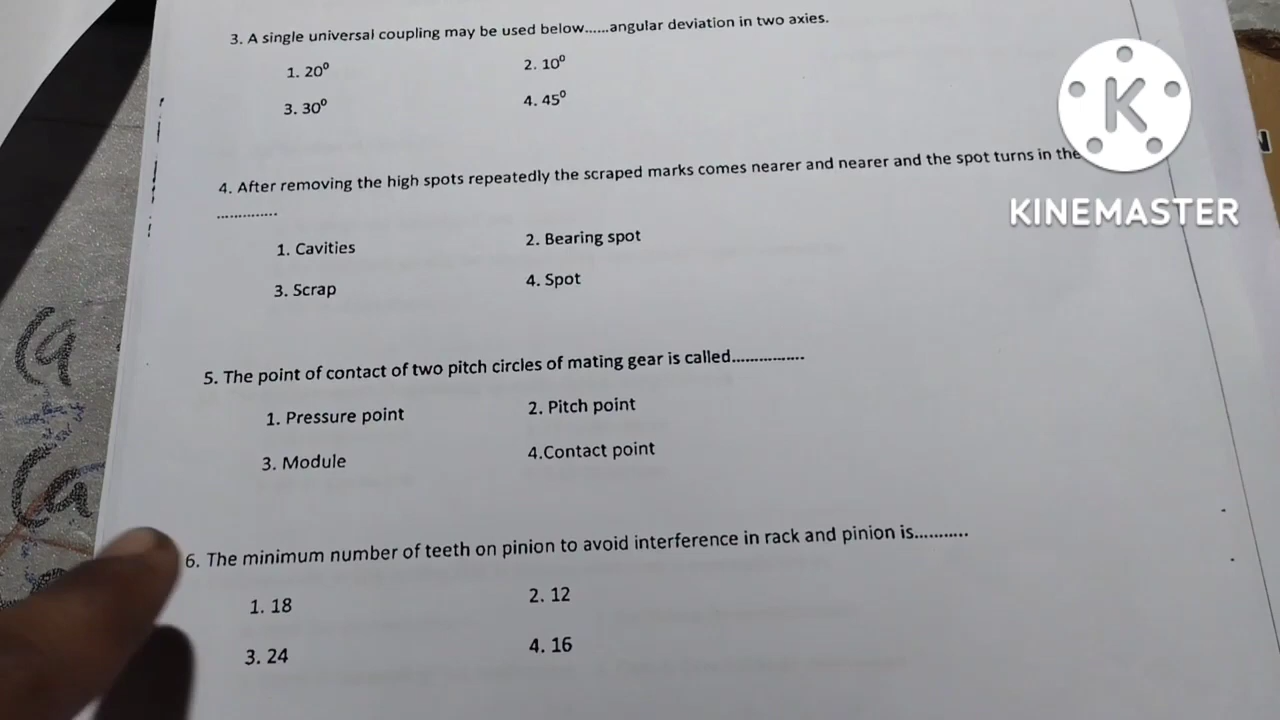 3. A single universal coupling may be used below......angular deviation in two axies.
1. 20⁰
2. 10⁰
3. 30⁰
4. 45⁰
4. After removing the high spots repeatedly the scraped marks comes nearer and nearer and the spot turns in the
..............
1. Cavities
2. Bearing spot
3. Scrap
4. Spot
5. The point of contact of two pitch circles of mating gear is called................
1. Pressure point
2. Pitch point
3. Module
4.Contact point
6. The minimum number of teeth on pinion to avoid interference in rack and pinion is...........
1. 18
2. 12
3. 24
4. 16
K
KINEMASTER
(a
(a